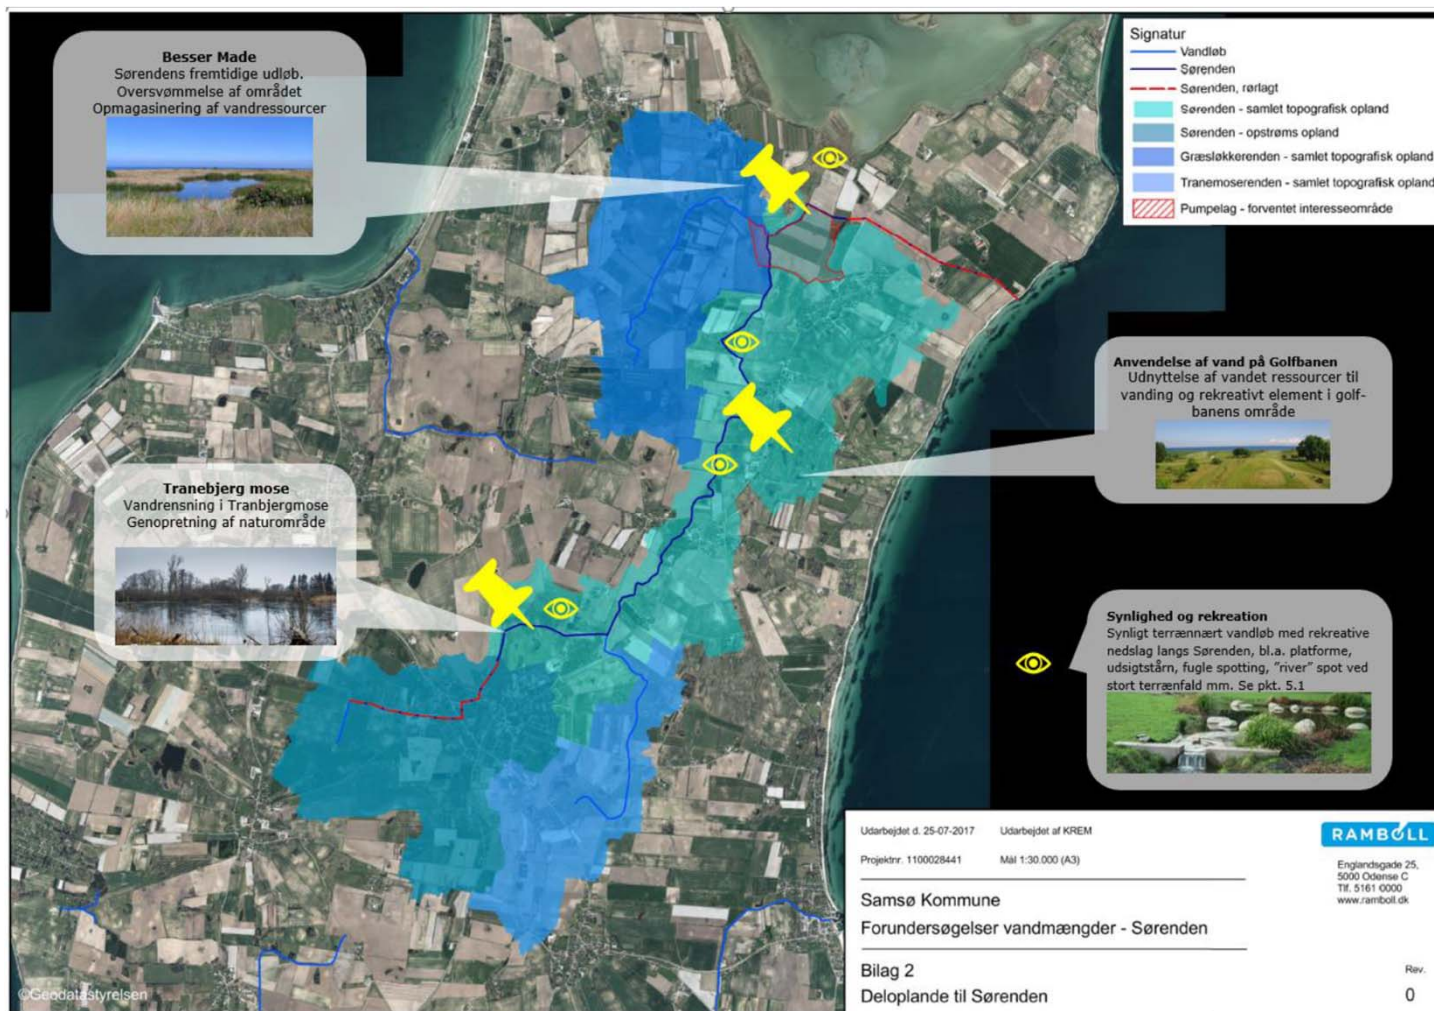 Besser Made
Sørendens fremtidige udløb.
Oversvømmelse af området
Opmagasinering af vandressourcer
Signatur
Vandløb
Sørenden
Sørenden, rørlagt
Sørenden - samlet topografisk opland
Sørenden - opstrøms opland
Græsløkkerenden - samlet topografisk opland
Tranemoserenden - samlet topografisk opland
Pumpelag - forventet interesseområde
Anvendelse af vand på Golfbanen
Udnyttelse af vandet ressourcer til
vanding og rekreativt element i golf-
banens område
Tranebjerg mose
Vandrensning i Tranbjergmose
Genopretning af naturområde
Synlighed og rekreation
Synligt terrænnært vandløb med rekreative
nedslag langs Sørenden, bl.a. platforme,
udsigtstårn, fugle spotting, ”river” spot ved
stort terrænfald mm. Se pkt. 5.1
Udarbejdet d. 25-07-2017 Udarbejdet af KREM
Projektnr. 1100028441 Mål 1:30.000 (A3)
RAMBOLL
Englandsgade 25,
5000 Odense C
Tlf. 5161 0000
www.ramboll.dk
Samsø Kommune
Forundersøgelser vandmængder - Sørenden
Bilag 2
Deloplande til Sørenden
Rev.
0
©Geodatastyrelsen